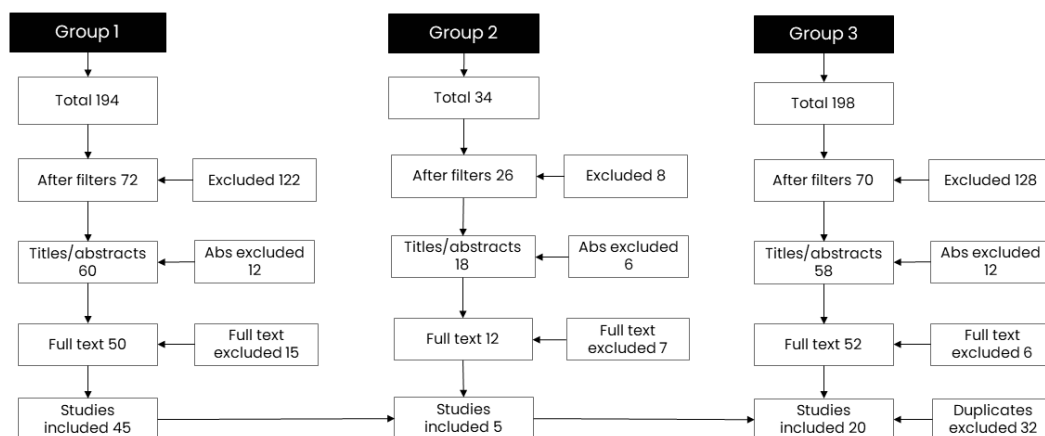 Group 1
Total 194
After filters 72
Excluded 122
Titles/abstracts
60
Abs excluded
12
Full text 50
Full text
excluded 15
Studies
included 45
Group 2
Total 34
After filters 26
Excluded 8
Titles/abstracts
18
Abs excluded
6
Full text 12
Full text
excluded 7
Studies
included 5
Group 3
Total 198
After filters 70
Excluded 128
Titles/abstracts
58
Abs excluded
12
Full text 52
Full text
excluded 6
Studies
included 20
Duplicates
excluded 32